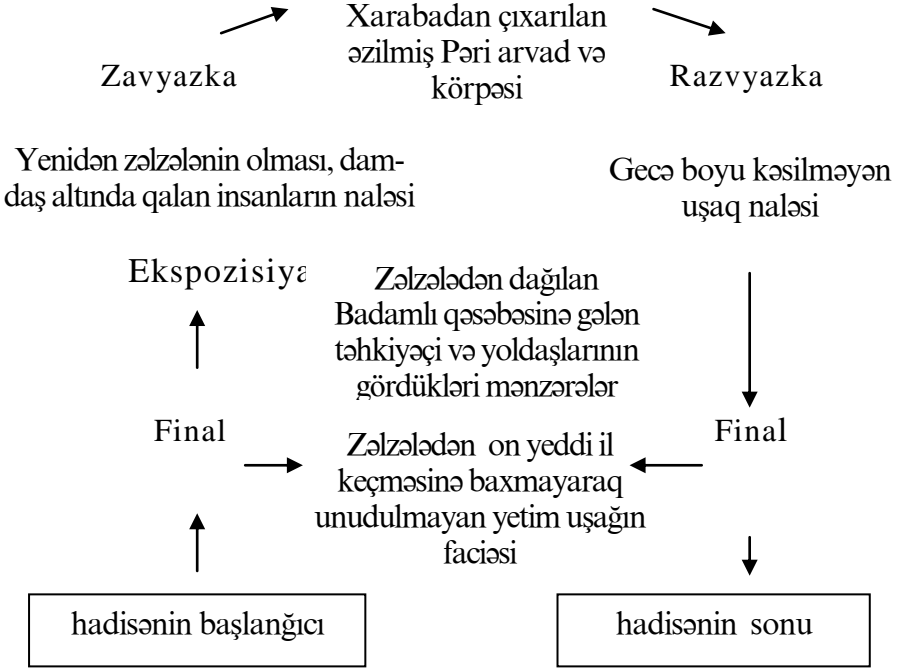 Xarabadan çıxarılan
əzilmiş Pəri arvad və
körpəsi
Zavyazka
Razvyazka
Yenidən zəlzələnin olması, dam-
daş altında qalan insanların naləsi
Gecə boyu kəsilməyən
uşaq naləsi
Ekspozisiya
Zəlzələdən dağılan
Badamlı qəsəbəsinə gələn
təhkiyəçi və yoldaşlarının
gördükləri mənzərələr
Final
Final
Zəlzələdən on yeddi il
keçməsinə baxmayaraq
unudulmayan yetim uşağın
faciəsi
hadisənin başlanğıcı
hadisənin sonu